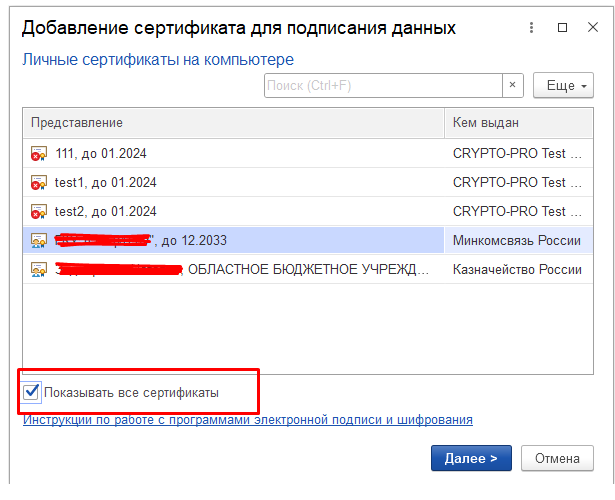 Добавление сертификата для подписания данных
Личные сертификаты на компьютере
Поиск (Ctrl+F)
Еще
Представление Кем выдан
111, до 01.2024 CRYPTO-PRO Test ...
test1, до 01.2024 CRYPTO-PRO Test ...
test2, до 01.2024 CRYPTO-PRO Test ...
", до 12.2033 Минкомсвязь России
, ОБЛАСТНОЕ БЮДЖЕТНОЕ УЧРЕЖД... Казначейство России
Показывать все сертификаты
Инструкции по работе с программами электронной подписи и шифрования
Далее > Отмена